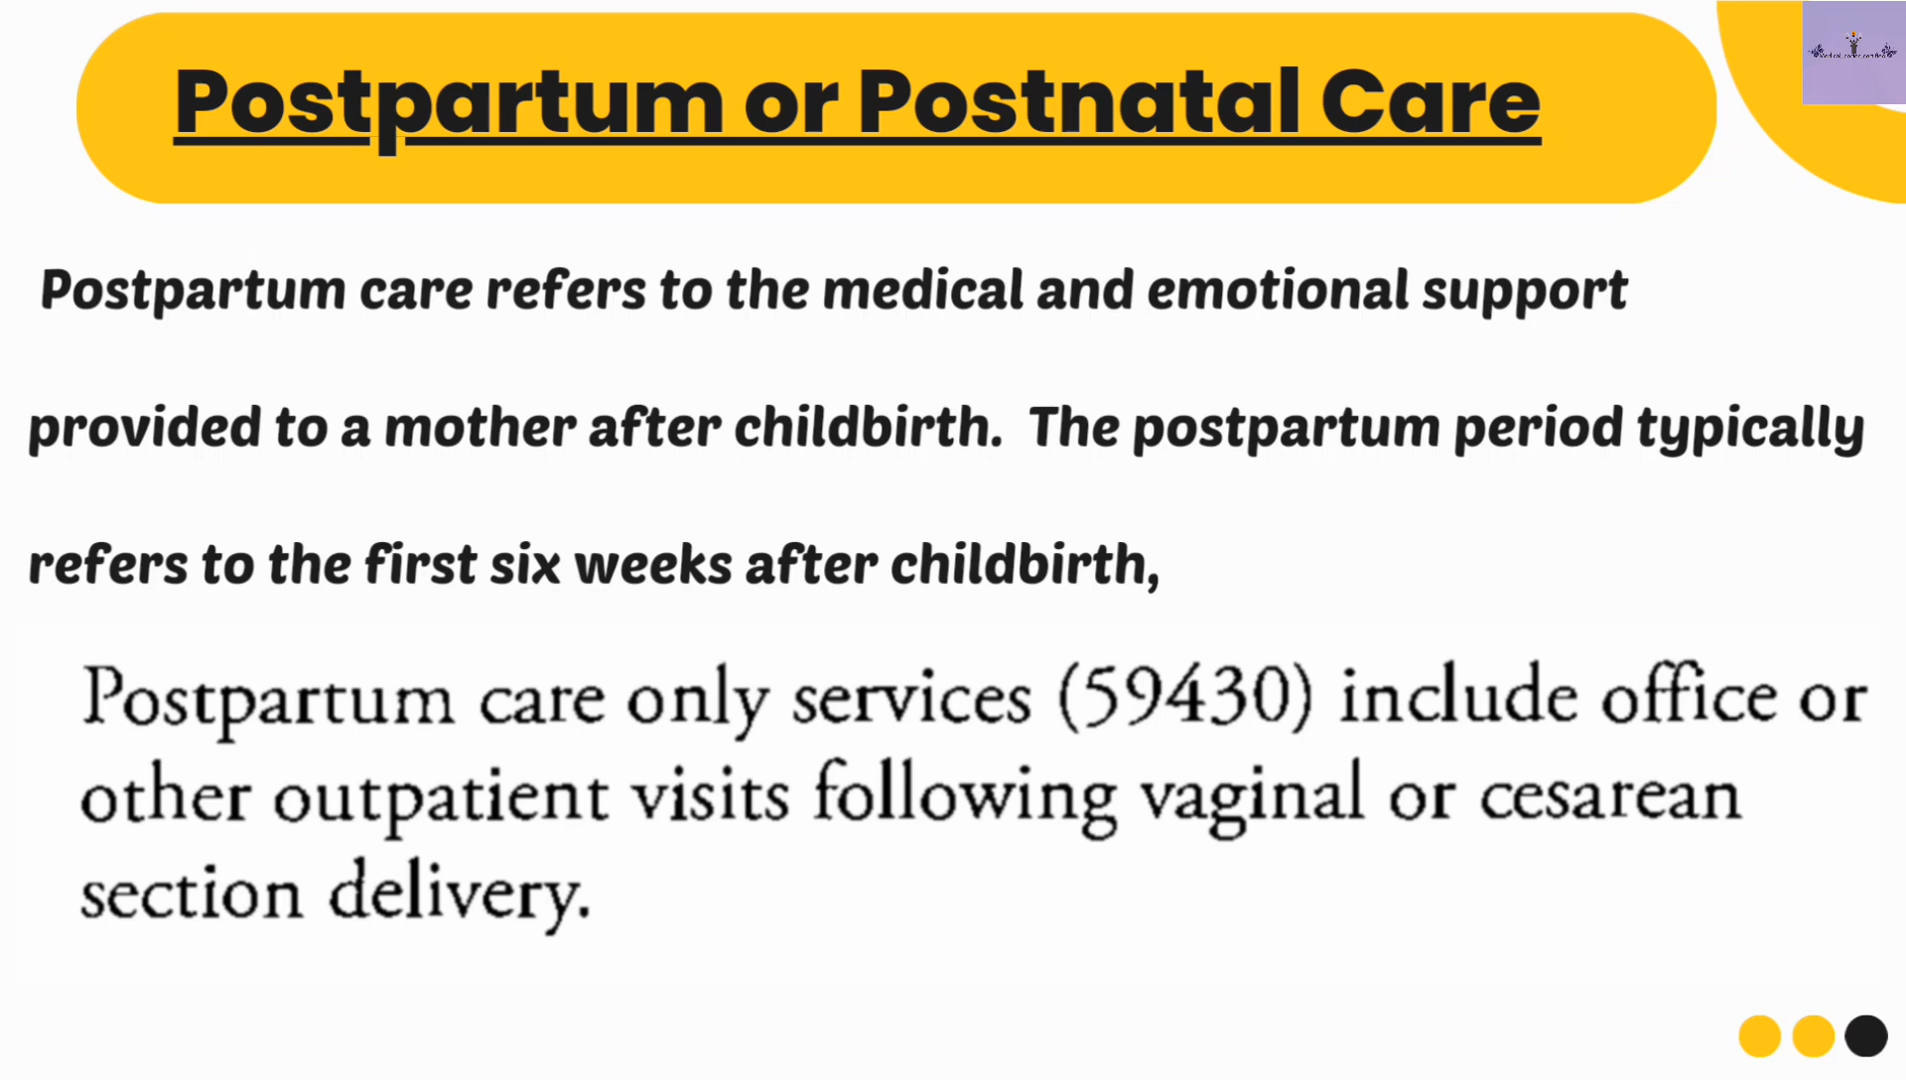 Postpartum or Postnatal Care
Postpartum care refers to the medical and emotional support
provided to a mother after childbirth. The postpartum period typically
refers to the first six weeks after childbirth,
Postpartum care only services (59430) include office or
other outpatient visits following vaginal or cesarean
section delivery.